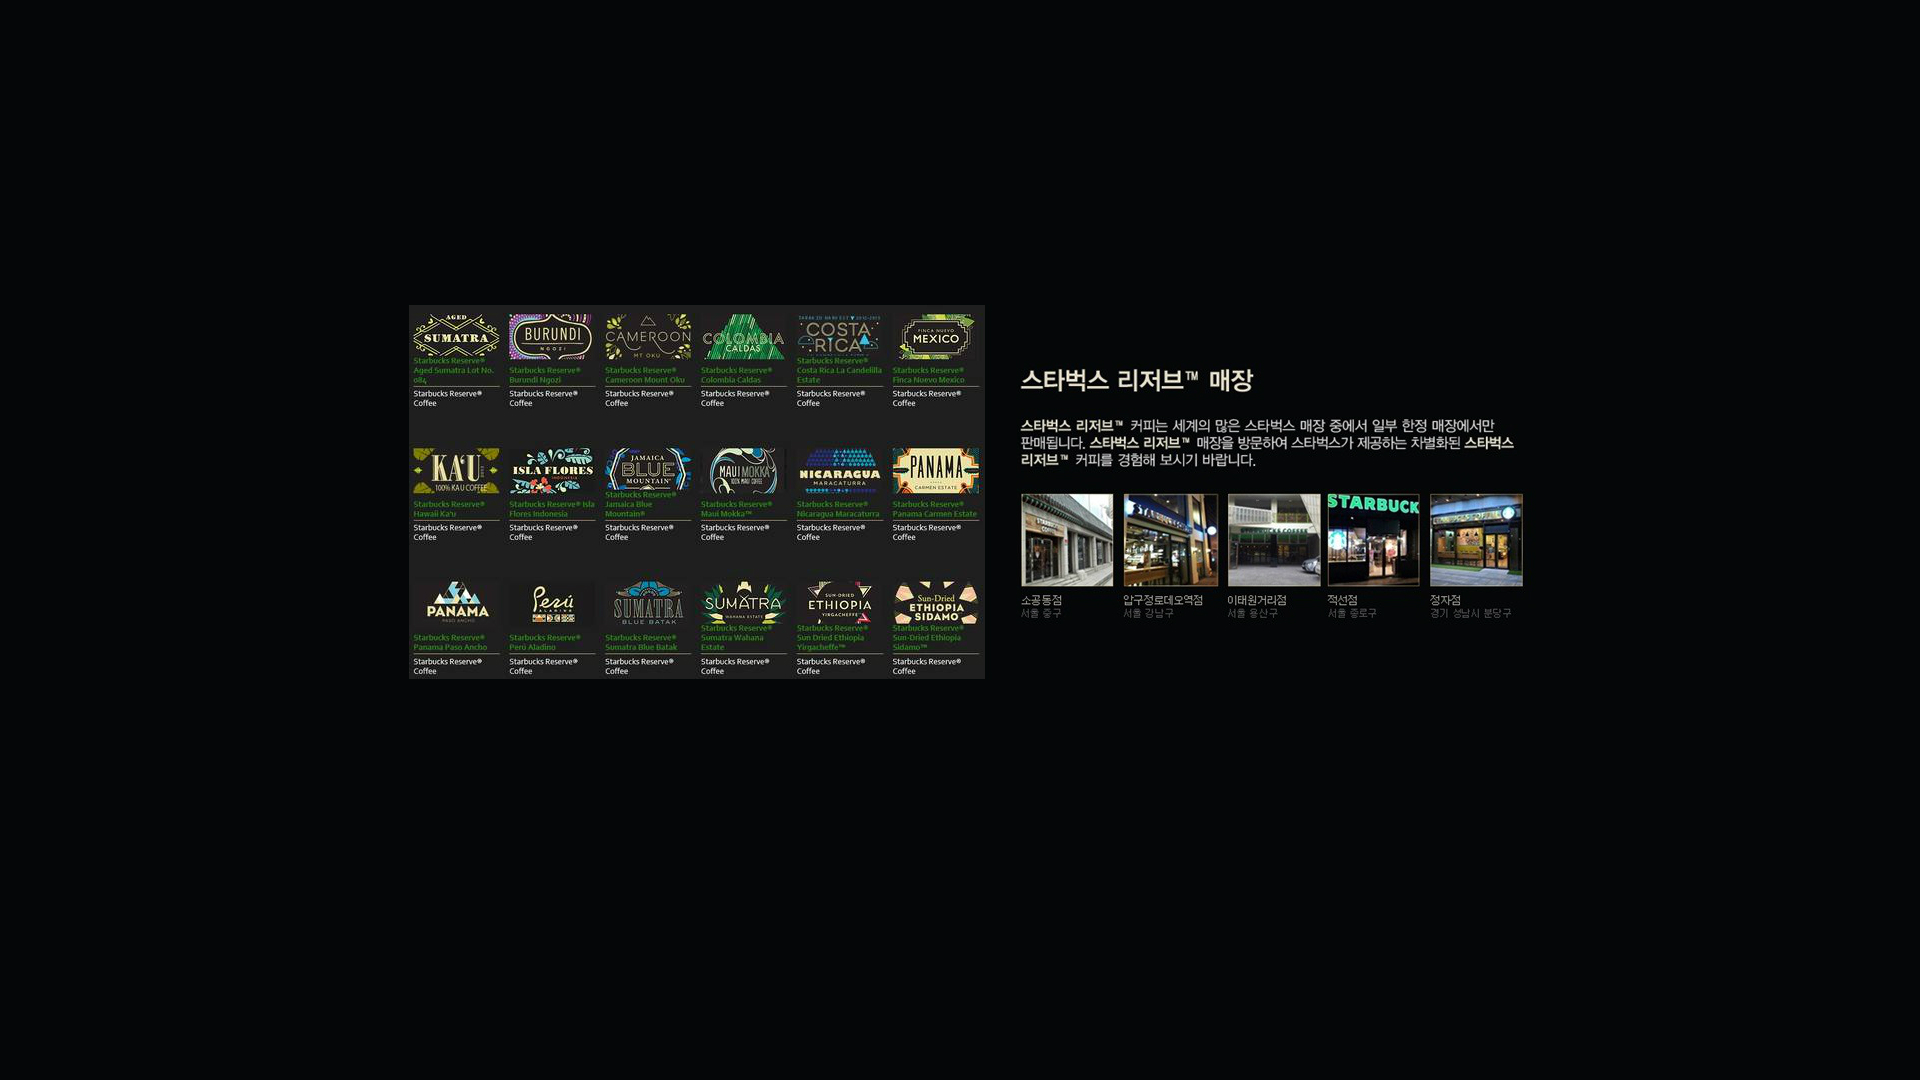 AGED
SUMATRA
Starbucks Reserve®
Aged Sumatra Lot No.
084
Starbucks Reserve®
Coffee
BURUNDI
NGOZI
Starbucks Reserve®
Burundi Ngozi
Starbucks Reserve®
Coffee
CAMEROON
MT OKU
Starbucks Reserve®
Cameroon Mount Oku
Starbucks Reserve®
Coffee
COLOMBIA
CALDAS
Starbucks Reserve®
Colombia Caldas
Starbucks Reserve®
Coffee
COSTA
RICA
Starbucks Reserve®
Costa Rica La Candelilla
Estate
Starbucks Reserve®
Coffee
FINCA NUEVO
MEXICO
Starbucks Reserve®
Finca Nuevo Mexico
Starbucks Reserve®
Coffee
KA'U
100% KA'U COFFEE
Starbucks Reserve®
Hawaii Ka'u
Starbucks Reserve®
Coffee
ISLA FLORES
INDONESIA
Starbucks Reserve® Isla
Flores Indonesia
Starbucks Reserve®
Coffee
JAMAICA
BLUE
MOUNTAIN®
Starbucks Reserve®
Jamaica Blue
Mountain®
Starbucks Reserve®
Coffee
MAUI MOKKA
100% MAUI COFFEE
Starbucks Reserve®
Maui Mokka™
Starbucks Reserve®
Coffee
NICARAGUA
MARACATURRA
Starbucks Reserve®
Nicaragua Maracaturra
Starbucks Reserve®
Coffee
PANAMA
CARMEN ESTATE
Starbucks Reserve®
Panama Carmen Estate
Starbucks Reserve®
Coffee
PANAMA
PASO ANCHO
Starbucks Reserve®
Panama Paso Ancho
Starbucks Reserve®
Coffee
Perú
ALADINO
Starbucks Reserve®
Perú Aladino
Starbucks Reserve®
Coffee
SUMATRA
BLUE BATAK
Starbucks Reserve®
Sumatra Blue Batak
Starbucks Reserve®
Coffee
SUMATRA
WAHANA ESTATE
Starbucks Reserve®
Sumatra Wahana
Estate
Starbucks Reserve®
Coffee
SUN-DRIED
ETHIOPIA
YIRGACHEFFE™
Starbucks Reserve®
Sun Dried Ethiopia
Yirgacheffe™
Starbucks Reserve®
Coffee
Sun-Dried
ETHIOPIA
SIDAMO™
Starbucks Reserve®
Sun-Dried Ethiopia
Sidamo™
Starbucks Reserve®
Coffee
스타벅스 리저브™ 매장
스타벅스 리저브™ 커피는 세계의 많은 스타벅스 매장 중에서 일부 한정 매장에서만
판매됩니다. 스타벅스 리저브™ 매장을 방문하여 스타벅스가 제공하는 차별화된 스타벅스
리저브™ 커피를 경험해 보시기 바랍니다.
STARBUCK
소공동점
서울 중구
압구정로데오역점
서울 강남구
이태원거리점
서울 용산구
적선점
서울 종로구
정자점
경기 성남시 분당구